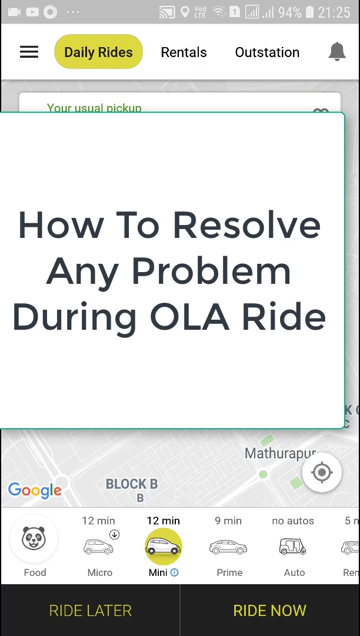 94% 21:25
Daily Rides Rentals Outstation
Your usual pickup
How To Resolve
Any Problem
During OLA Ride
Mathurapur
BLOCK B
B
Google
12 min 12 min 9 min no autos 5 m
Food Micro Mini Prime Auto Ren
RIDE LATER RIDE NOW